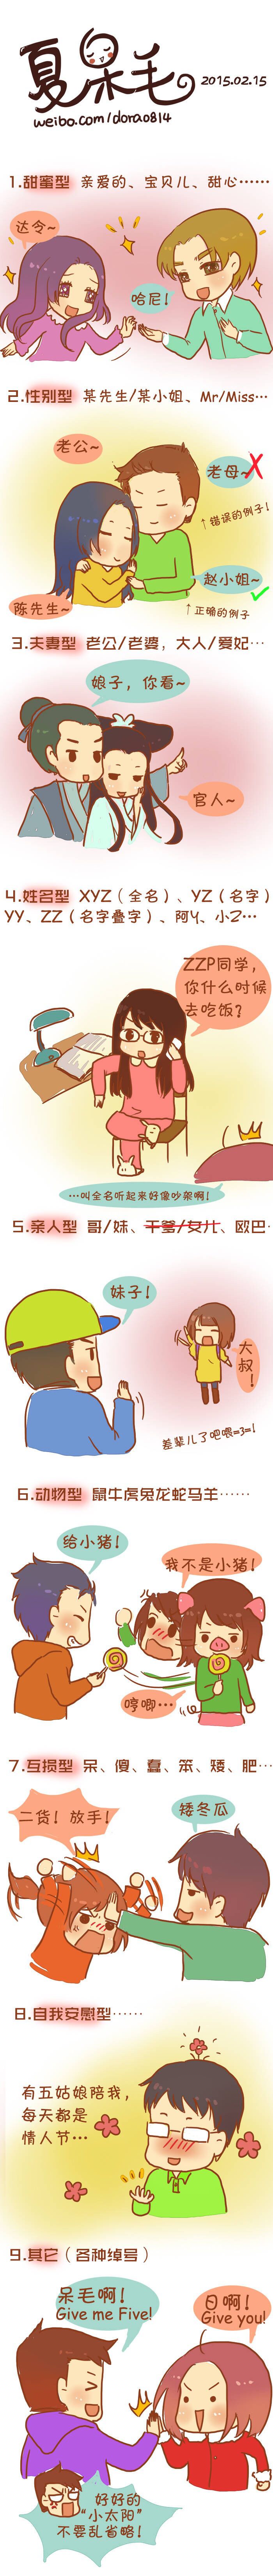 夏呆毛
2015.02.15
weibo.com/dora0814
1.甜蜜型 亲爱的、宝贝儿、甜心……
达令~
哈尼！
2.性别型 某先生/某小姐、Mr/Miss…
老公~
老母~
↑错误的例子！
赵小姐~
陈先生~
↑正确的例子
3.夫妻型 老公/老婆，大人/爱妃…
娘子，你看~
官人~
4.姓名型 XYZ（全名）、YZ（名字）
YY、ZZ（名字叠字）、阿Y、小Z…
ZZP同学，
你什么时候
去吃饭？
…叫全名听起来好像吵架啊！
5.亲人型 哥/妹、干爹/女儿、欧巴…
妹子！
大叔！
差辈儿了吧喂=3=！
6.动物型 鼠牛虎兔龙蛇马羊……
给小猪！
我不是小猪！
哼唧…
7.互损型 呆、傻、蠢、笨、矮、肥…
二货！放手！
矮冬瓜
8.自我安慰型……
有五姑娘陪我，
每天都是
情人节…
9.其它（各种绰号）
呆毛啊！
Give me Five!
日啊！
Give you!
好好的
“小太阳”
不要乱省略！